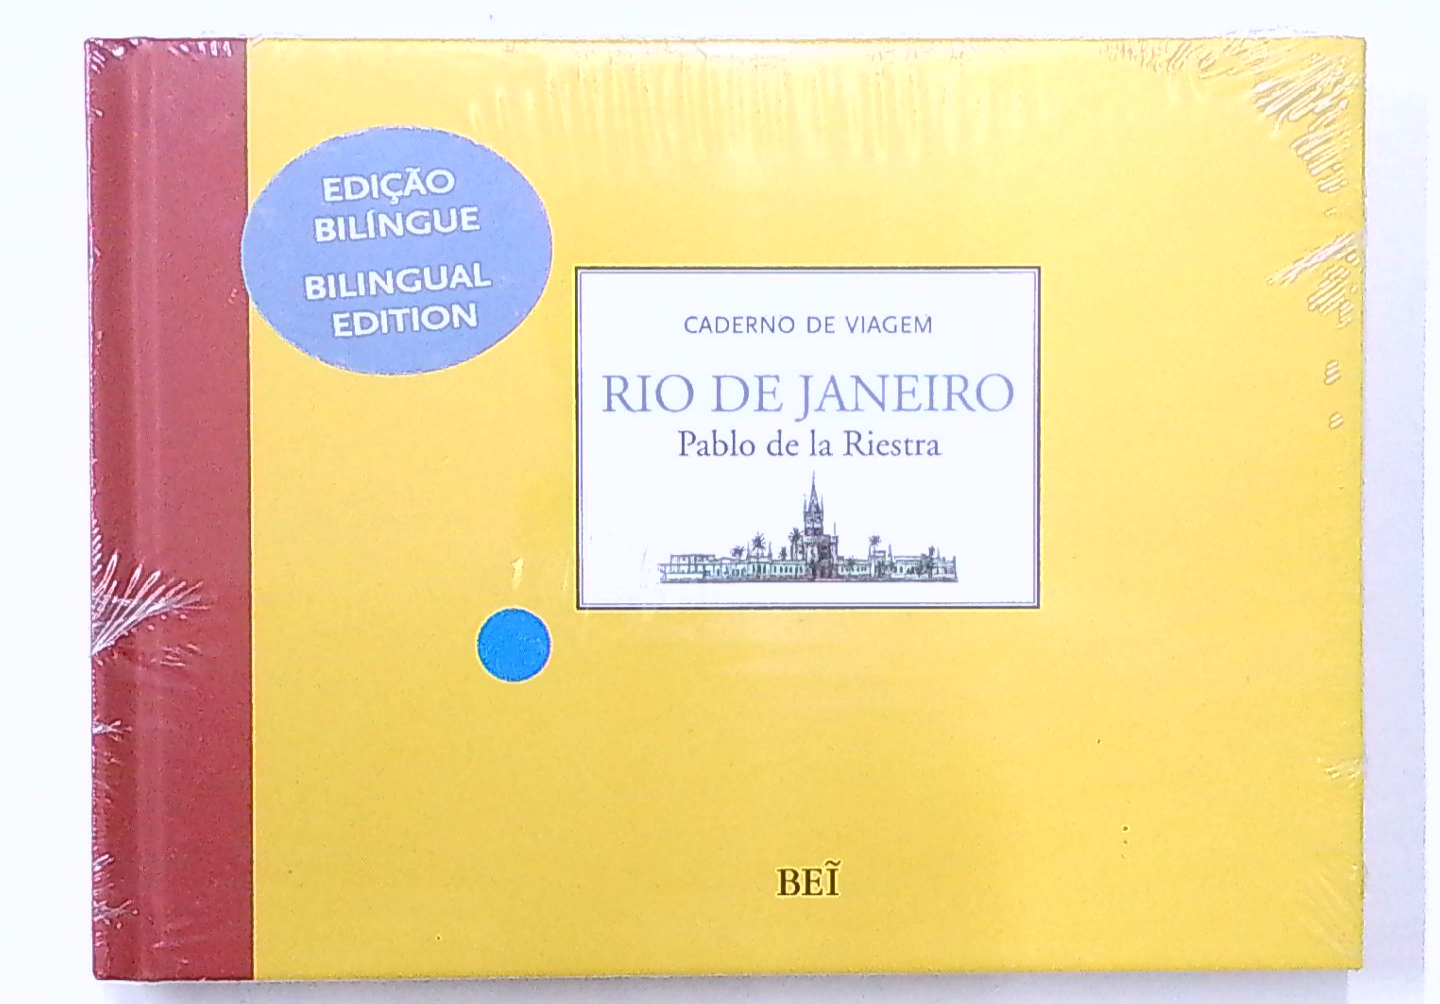 EDIÇÃO
BILÍNGUE
BILINGUAL
EDITION
CADERNO DE VIAGEM
RIO DE JANEIRO
Pablo de la Riestra
BEĨ